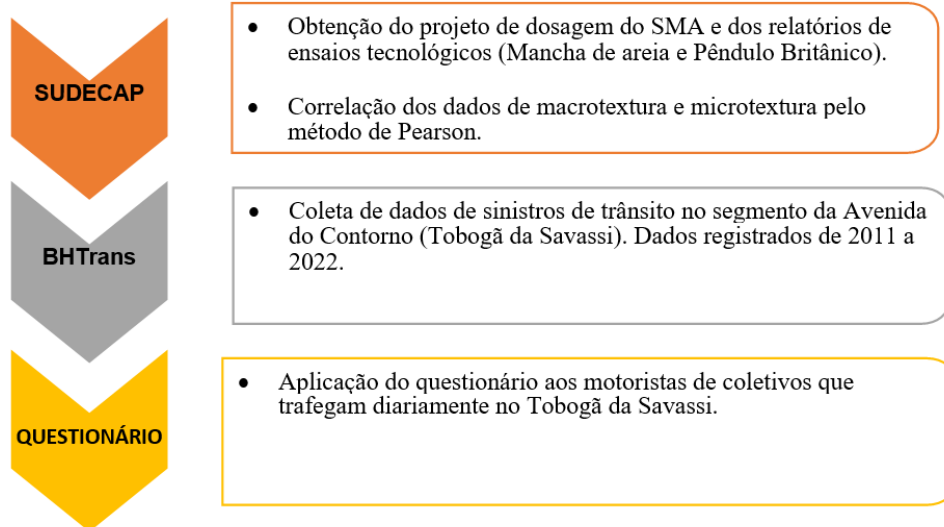 SUDECAP
• Obtenção do projeto de dosagem do SMA e dos relatórios de
ensaios tecnológicos (Mancha de areia e Pêndulo Britânico).
• Correlação dos dados de macrotextura e microtextura pelo
método de Pearson.
BHTrans
• Coleta de dados de sinistros de trânsito no segmento da Avenida
do Contorno (Tobogã da Savassi). Dados registrados de 2011 a
2022.
QUESTIONÁRIO
• Aplicação do questionário aos motoristas de coletivos que
trafegam diariamente no Tobogã da Savassi.